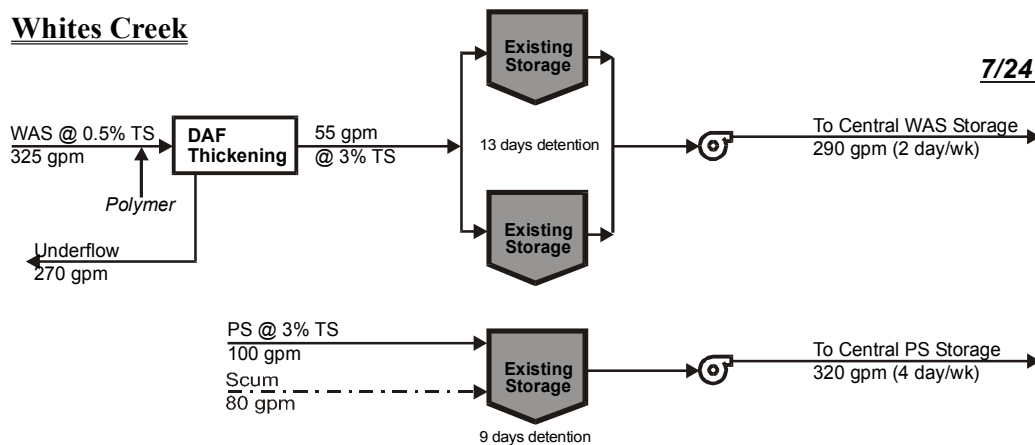 Whites Creek
7/24
Existing
Storage
WAS @ 0.5% TS
325 gpm
Polymer
DAF
Thickening
55 gpm
@ 3% TS
13 days detention
To Central WAS Storage
290 gpm (2 day/wk)
Existing
Storage
Underflow
270 gpm
PS @ 3% TS
100 gpm
Scum
80 gpm
Existing
Storage
9 days detention
To Central PS Storage
320 gpm (4 day/wk)